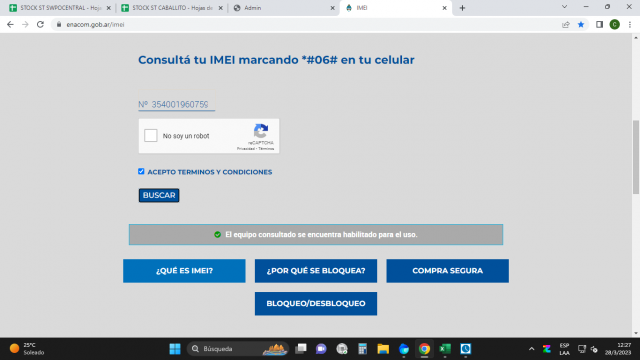 STOCK ST SWPOCENTRAL - Hojas
STOCK ST CABALLITO - Hojas de
Admin
IMEI
enacom.gob.ar/imei
C
Consultá tu IMEI marcando *#06# en tu celular
Nº 354001960759
No soy un robot
reCAPTCHA
Privacidad - Términos
ACEPTO TERMINOS Y CONDICIONES
BUSCAR
El equipo consultado se encuentra habilitado para el uso.
¿QUÉ ES IMEI?
¿POR QUÉ SE BLOQUEA?
COMPRA SEGURA
BLOQUEO/DESBLOQUEO
25°C
Soleado
Búsqueda
ESP
LAA
12:27
28/3/2023